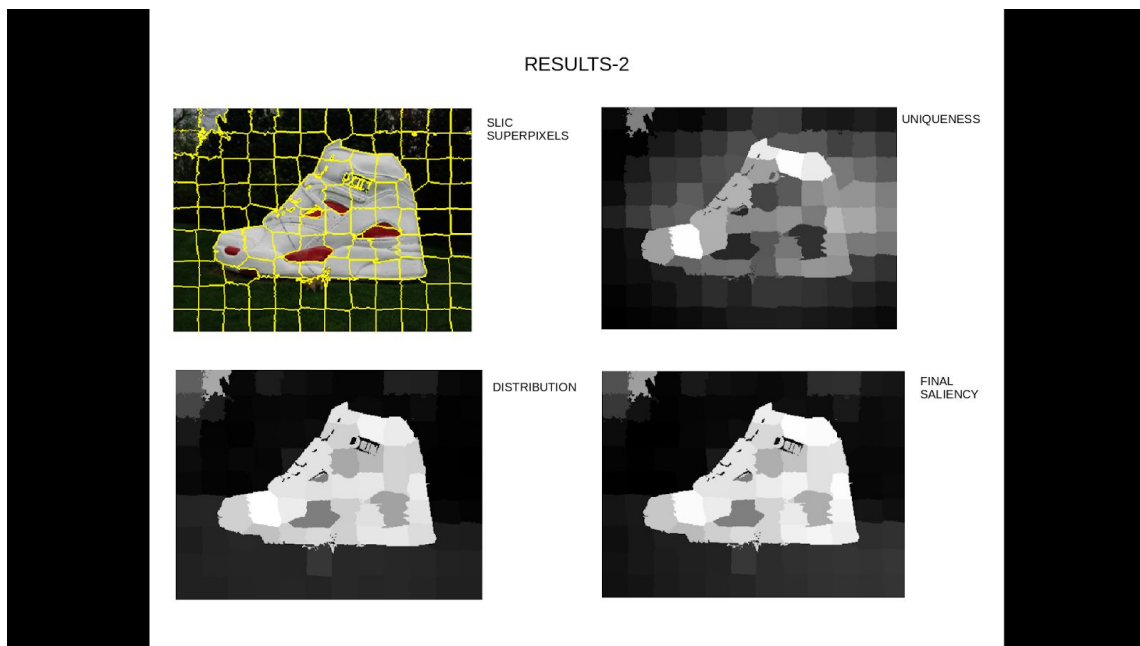 RESULTS-2
SLIC
SUPERPIXELS
UNIQUENESS
DISTRIBUTION
FINAL
SALIENCY